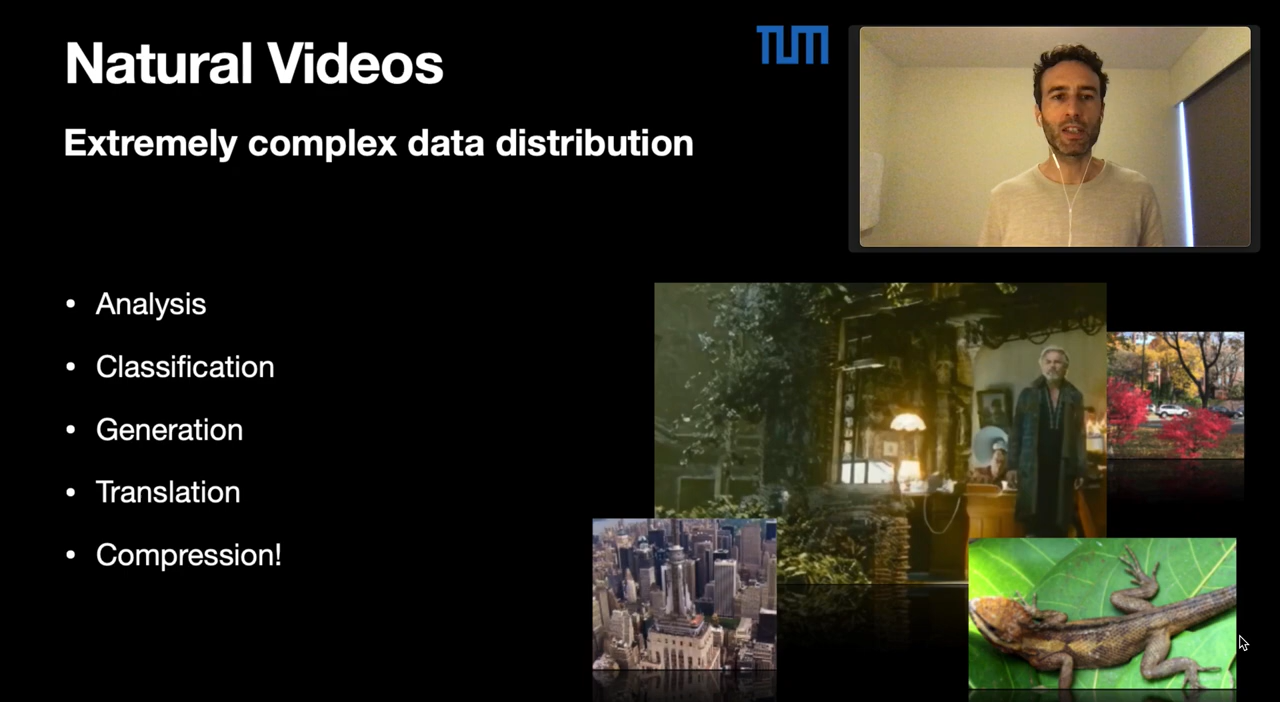 Natural Videos
TUM
Extremely complex data distribution
• Analysis
• Classification
• Generation
• Translation
• Compression!